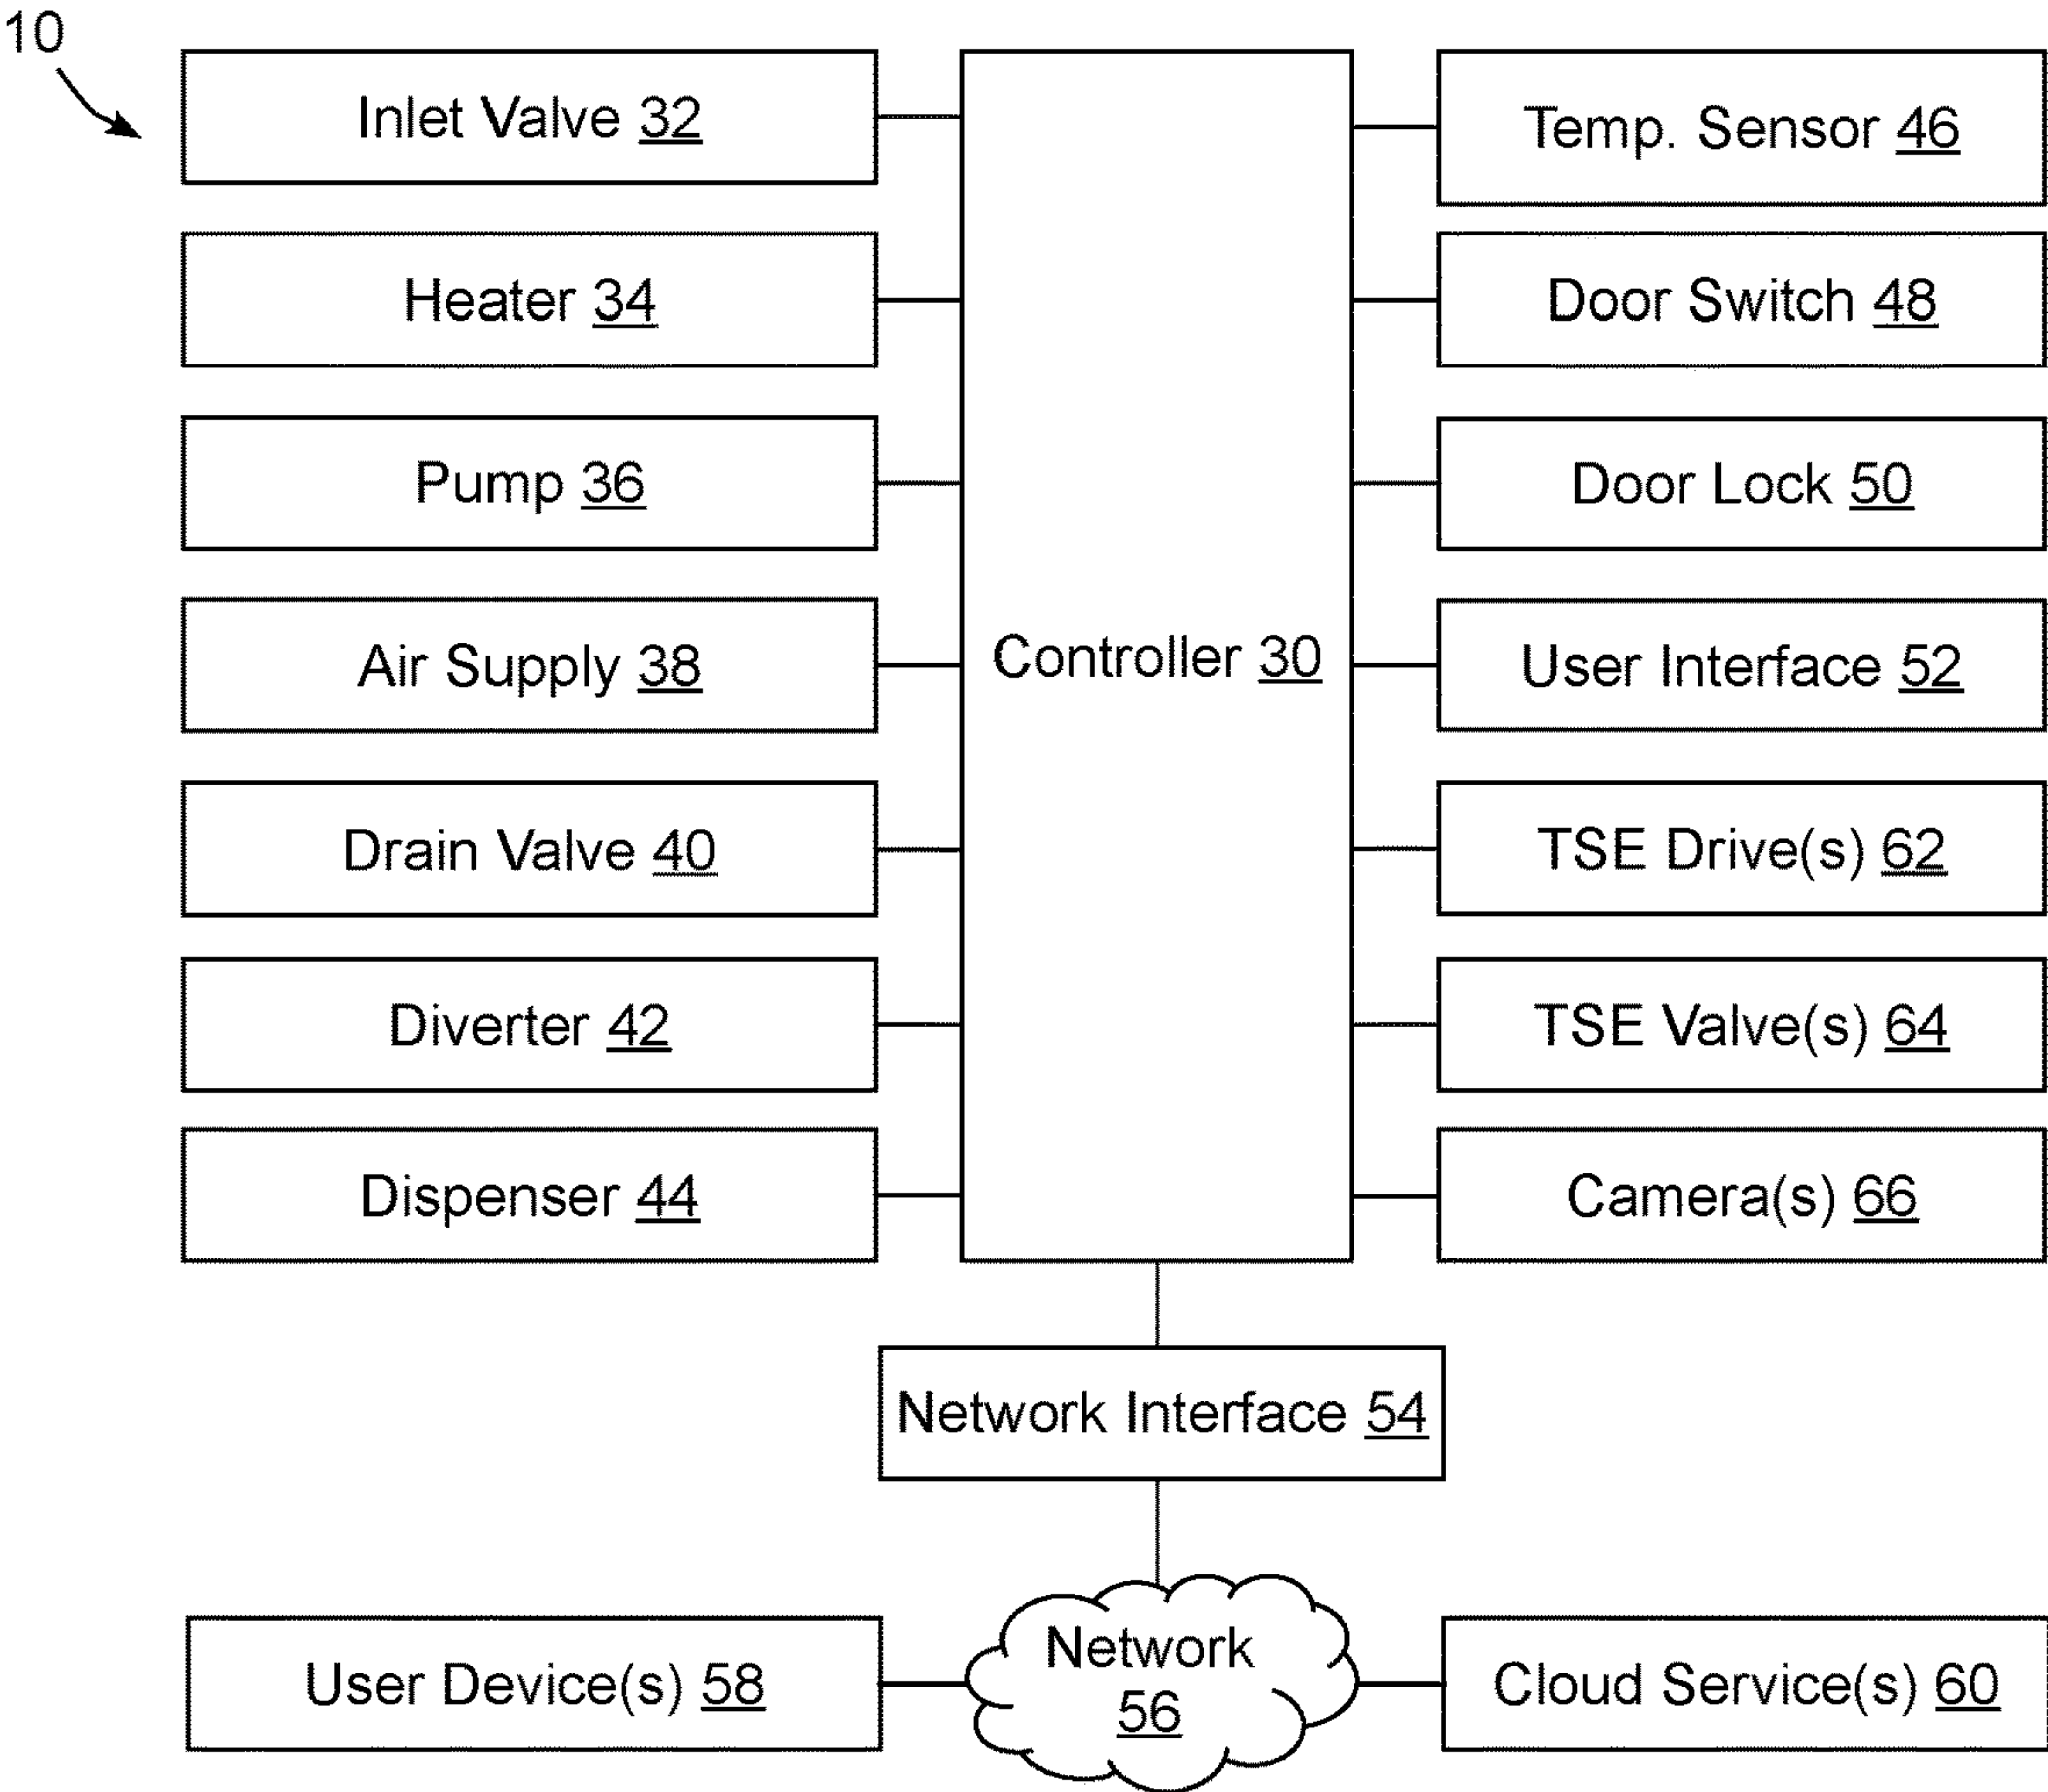 10
Inlet Valve 32
Heater 34
Pump 36
Air Supply 38
Drain Valve 40
Diverter 42
Dispenser 44
Controller 30
Temp. Sensor 46
Door Switch 48
Door Lock 50
User Interface 52
TSE Drive(s) 62
TSE Valve(s) 64
Camera(s) 66
Network Interface 54
User Device(s) 58
Network
56
Cloud Service(s) 60